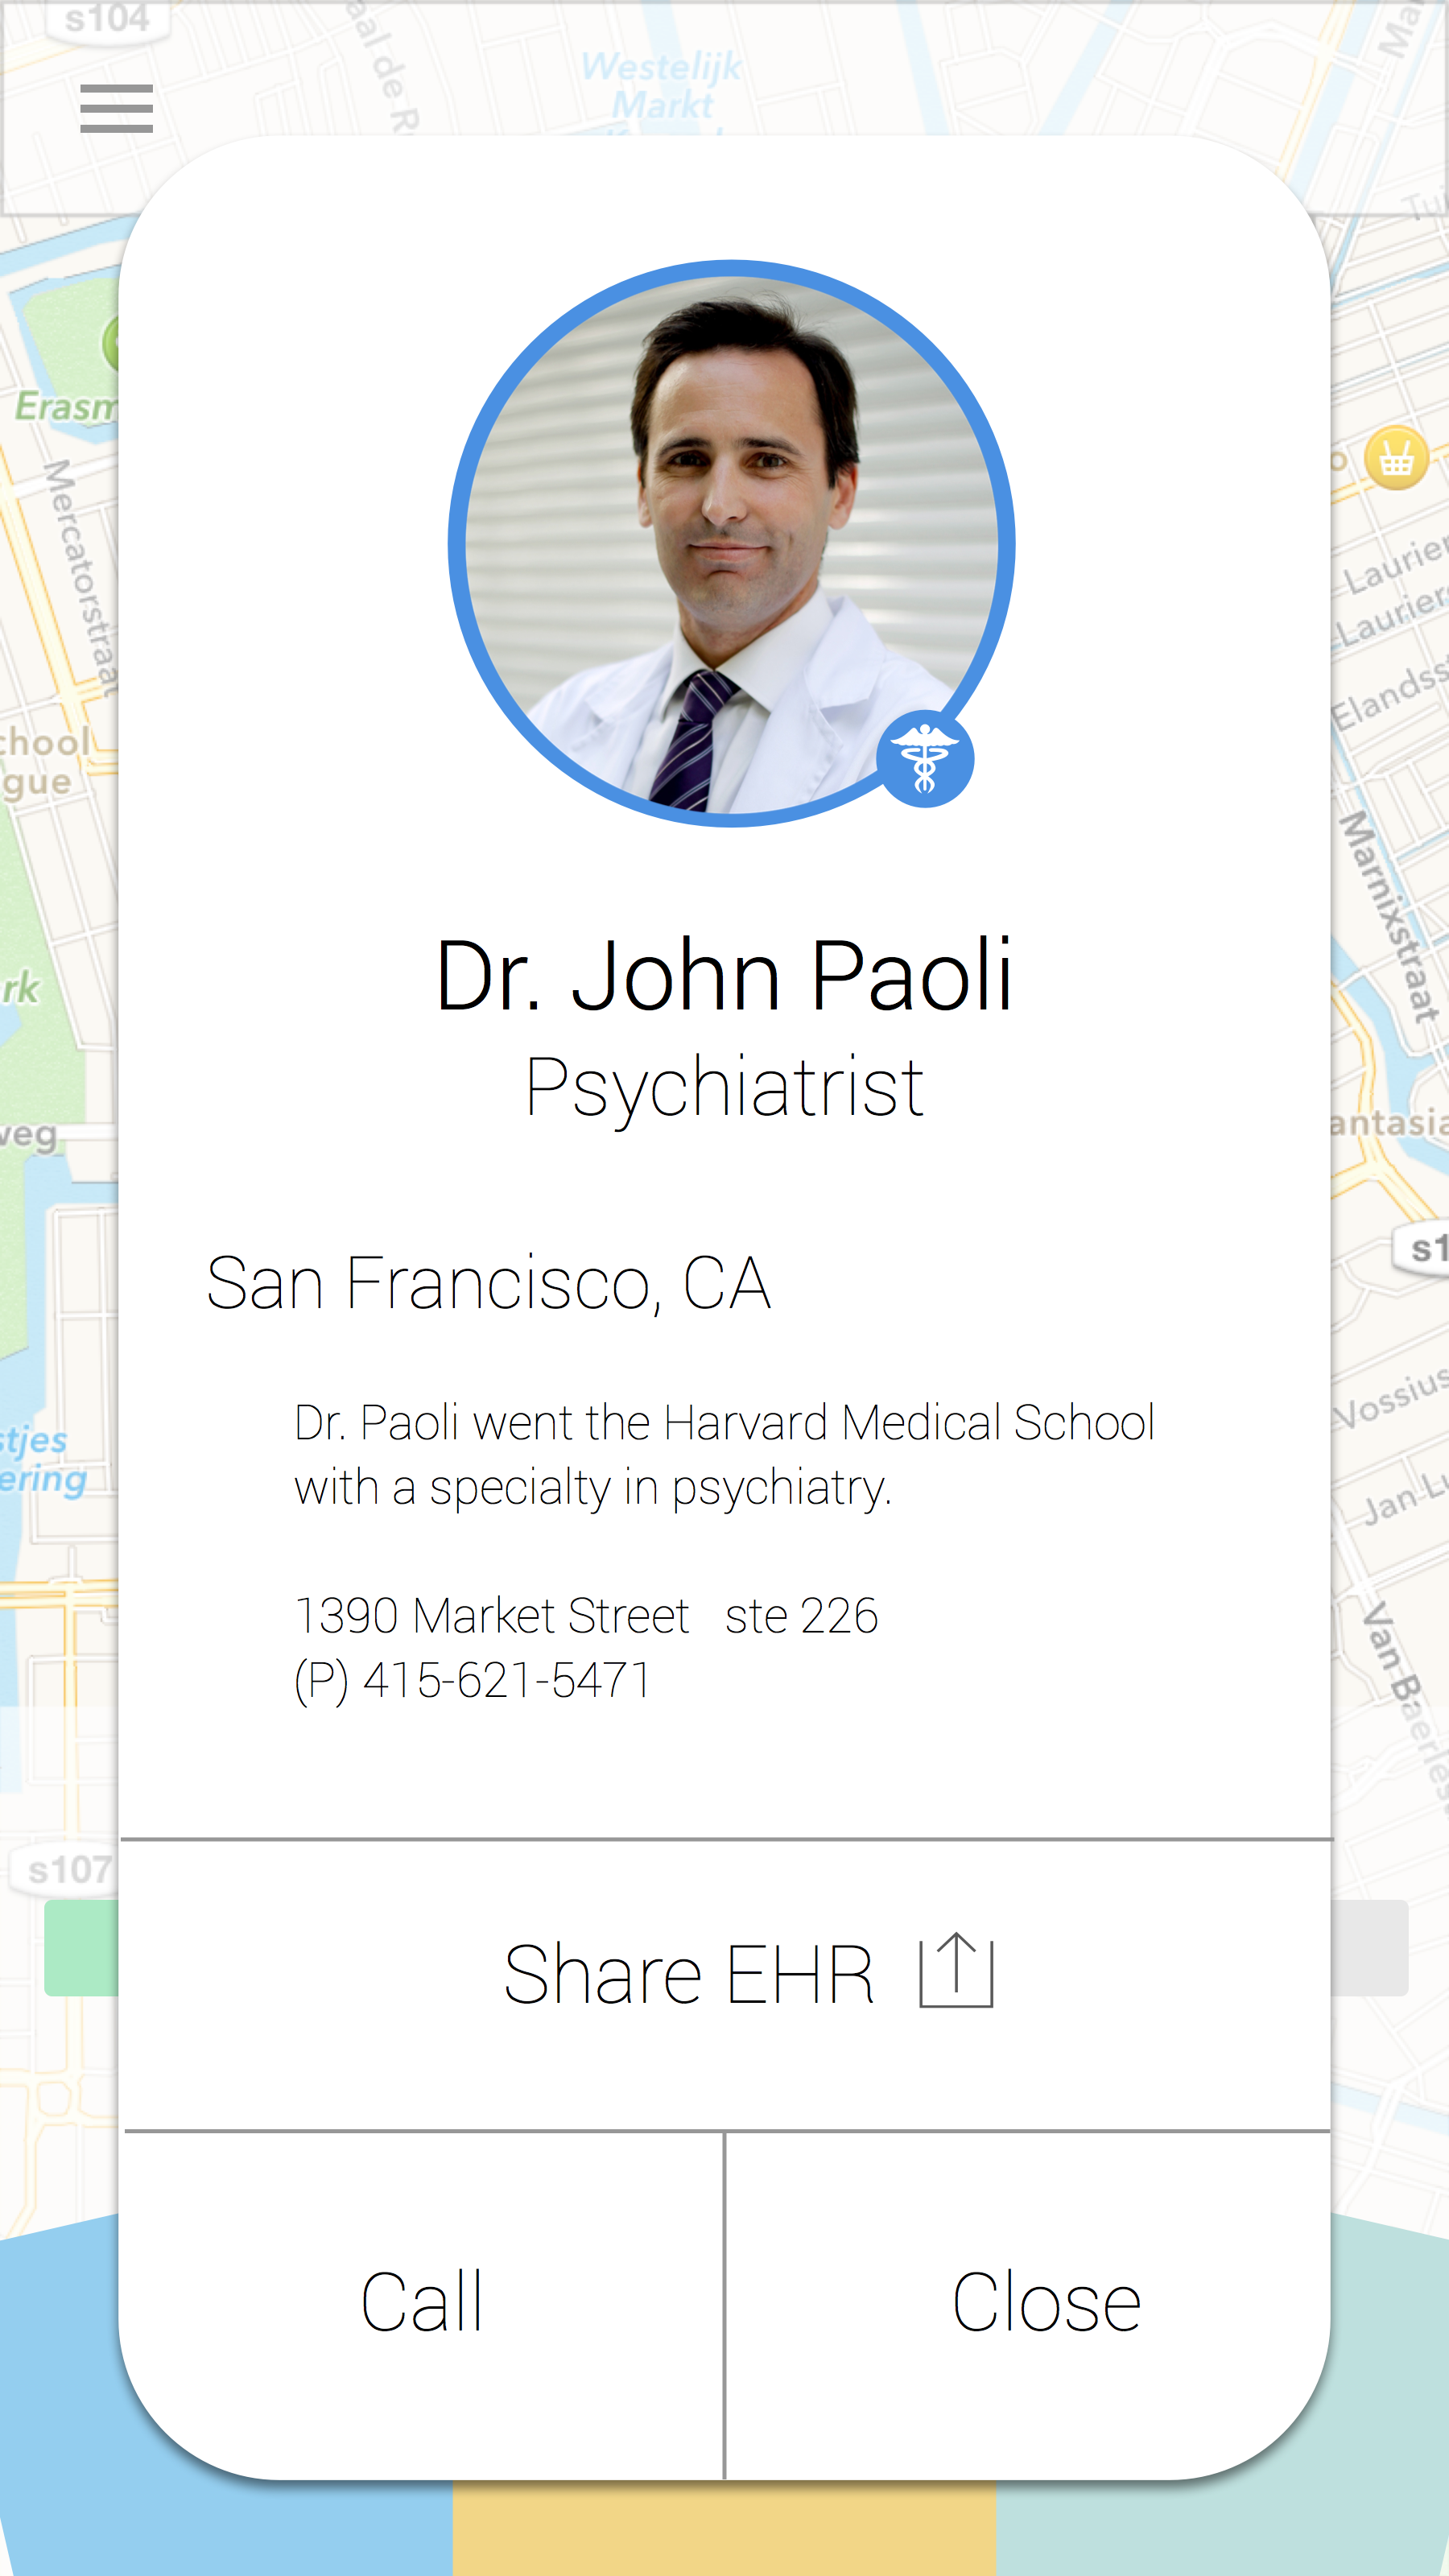 s104
Westelijk
Markt
Dr. John Paoli
Psychiatrist
San Francisco, CA
Dr. Paoli went the Harvard Medical School
with a specialty in psychiatry.
1390 Market Street ste 226
(P) 415-621-5471
Share EHR
Call
Close
Erasm
Mercatorstraat
chool
gue
rk
veg
stjes
ering
s107
Laurier
Laurier
Elandss
Marnixstraat
antasia
s1
Vossius
Jan Lu
Van Baerles